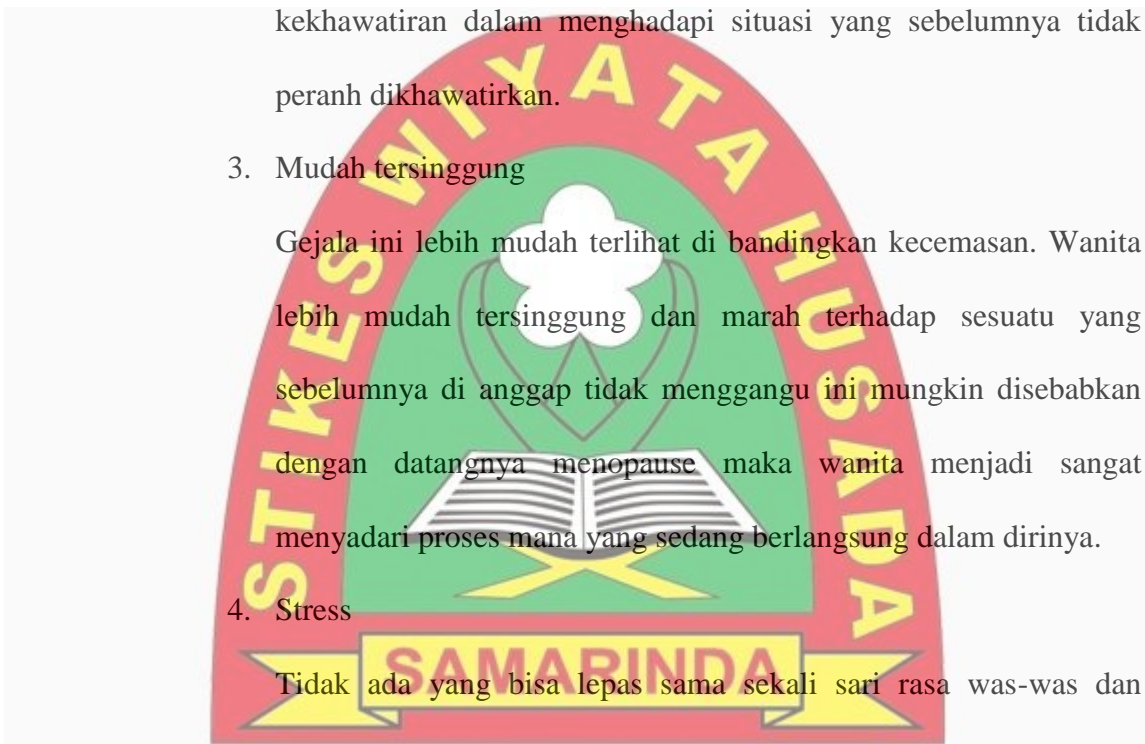 kekhawatiran dalam menghadapi situasi yang sebelumnya tidak
peranh dikhawatirkan.
3. Mudah tersinggung
Gejala ini lebih mudah terlihat di bandingkan kecemasan. Wanita
lebih mudah tersinggung dan marah terhadap sesuatu yang
sebelumnya di anggap tidak menggangu ini mungkin disebabkan
dengan datangnya menopause maka wanita menjadi sangat
menyadari proses mana yang sedang berlangsung dalam dirinya.
4. Stress
Tidak ada yang bisa lepas sama sekali sari rasa was-was dan
STIKES WIYATA HUSADA
SAMARINDA